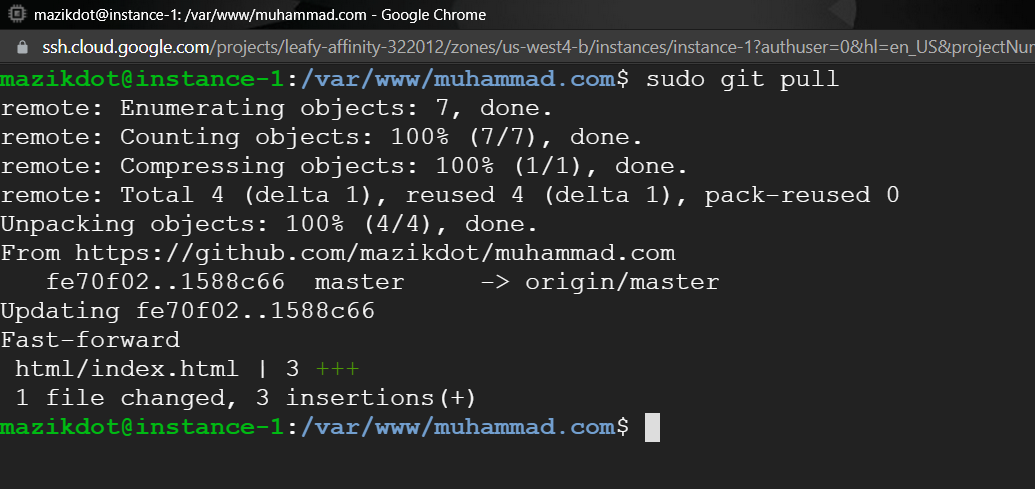 mazikdot@instance-1: /var/www/muhammad.com - Google Chrome
ssh.cloud.google.com/projects/leafy-affinity-322012/zones/us-west4-b/instances/instance-1?authuser=0&hl=en_US&projectNum
mazikdot@instance-1:/var/www/muhammad.com$ sudo git pull
remote: Enumerating objects: 7, done.
remote: Counting objects: 100% (7/7), done.
remote: Compressing objects: 100% (1/1), done.
remote: Total 4 (delta 1), reused 4 (delta 1), pack-reused 0
Unpacking objects: 100% (4/4), done.
From https://github.com/mazikdot/muhammad.com
   fe70f02..1588c66  master     -> origin/master
Updating fe70f02..1588c66
Fast-forward
 html/index.html | 3 +++
 1 file changed, 3 insertions(+)
mazikdot@instance-1:/var/www/muhammad.com$